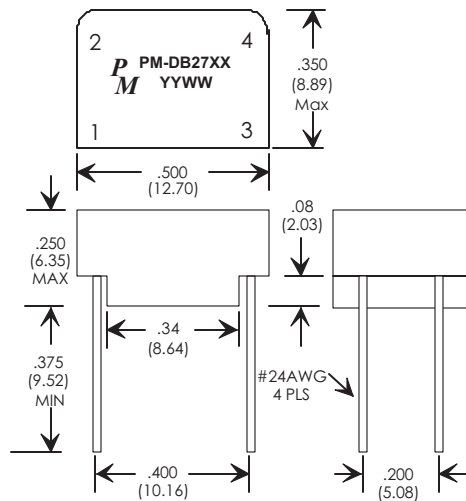 2 4
P M PM-DB27XX
YYWW
1 3
.350
(8.89)
Max
.500
(12.70)
.250
(6.35)
MAX
.08
(2.03)
.34
(8.64)
.375
(9.52)
MIN
#24AWG
4 PLS
.400
(10.16)
.200
(5.08)